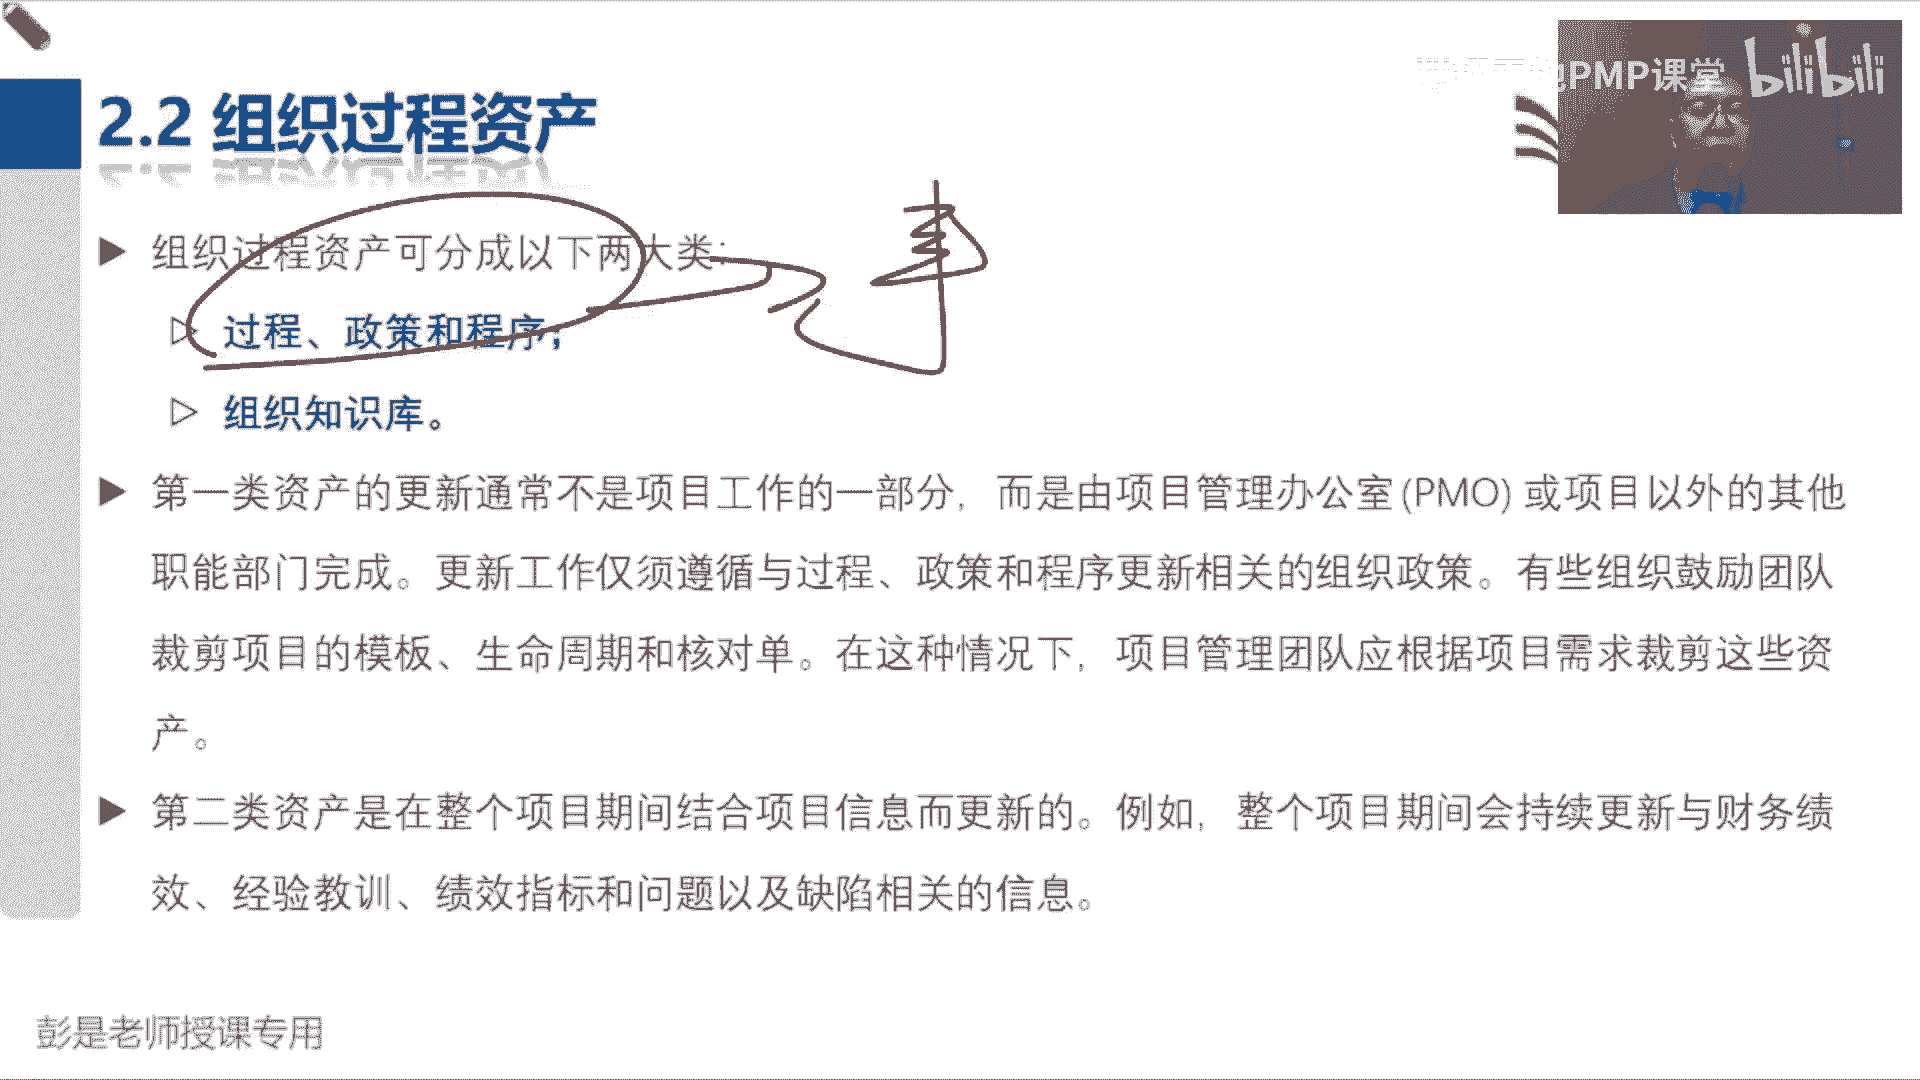 PMP课堂 bilibili
2.2 组织过程资产
组织过程资产可分成以下两大类：
过程、政策和程序；
组织知识库。
第一类资产的更新通常不是项目工作的一部分，而是由项目管理办公室(PMO) 或项目以外的其他
职能部门完成。更新工作仅须遵循与过程、政策和程序更新相关的组织政策。有些组织鼓励团队
裁剪项目的模板、生命周期和核对单。在这种情况下，项目管理团队应根据项目需求裁剪这些资
产。
第二类资产是在整个项目期间结合项目信息而更新的。例如，整个项目期间会持续更新与财务绩
效、经验教训、绩效指标和问题以及缺陷相关的信息。
彭是老师授课专用